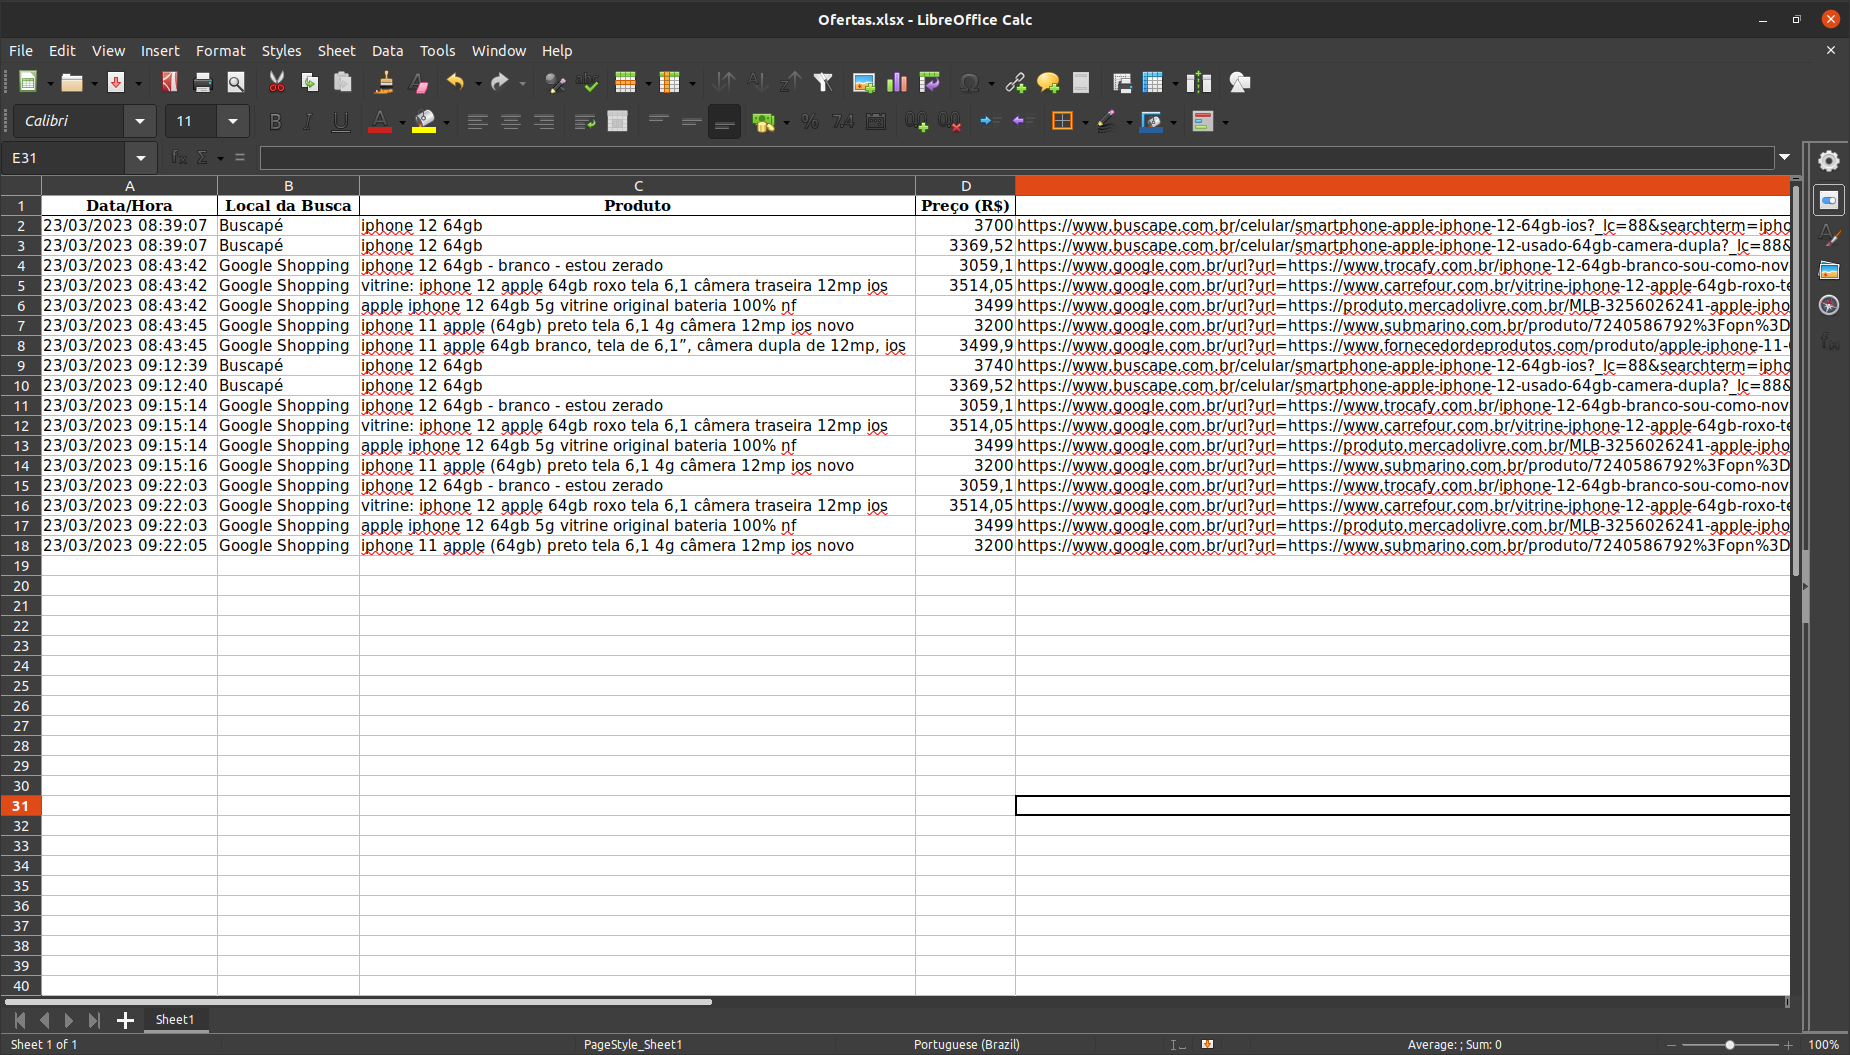 Ofertas.xlsx - LibreOffice Calc
File Edit View Insert Format Styles Sheet Data Tools Window Help
Calibri 11
E31
A B C D
1 Data/Hora Local da Busca Produto Preço (R$)
2 23/03/2023 08:39:07 Buscapé iphone 12 64gb 3700 https://www.buscape.com.br/celular/smartphone-apple-iphone-12-64gb-ios?_lc=88&searchterm=ipho
3 23/03/2023 08:39:07 Buscapé iphone 12 64gb 3369,52 https://www.buscape.com.br/celular/smartphone-apple-iphone-12-usado-64gb-camera-dupla?_lc=88&
4 23/03/2023 08:43:42 Google Shopping iphone 12 64gb - branco - estou zerado 3059,1 https://www.google.com.br/url?url=https://www.trocafy.com.br/iphone-12-64gb-branco-sou-como-nov
5 23/03/2023 08:43:42 Google Shopping vitrine: iphone 12 apple 64gb roxo tela 6,1 câmera traseira 12mp ios 3514,05 https://www.google.com.br/url?url=https://www.carrefour.com.br/vitrine-iphone-12-apple-64gb-roxo-te
6 23/03/2023 08:43:42 Google Shopping apple iphone 12 64gb 5g vitrine original bateria 100% nf 3499 https://www.google.com.br/url?url=https://produto.mercadolivre.com.br/MLB-3256026241-apple-ipho
7 23/03/2023 08:43:45 Google Shopping iphone 11 apple (64gb) preto tela 6,1 4g câmera 12mp ios novo 3200 https://www.google.com.br/url?url=https://www.submarino.com.br/produto/7240586792%3Fopn%3D
8 23/03/2023 08:43:45 Google Shopping iphone 11 apple 64gb branco, tela de 6,1”, câmera dupla de 12mp, ios 3499,9 https://www.google.com.br/url?url=https://www.fornecedordeprodutos.com/produto/apple-iphone-11-
9 23/03/2023 09:12:39 Buscapé iphone 12 64gb 3740 https://www.buscape.com.br/celular/smartphone-apple-iphone-12-64gb-ios?_lc=88&searchterm=ipho
10 23/03/2023 09:12:40 Buscapé iphone 12 64gb 3369,52 https://www.buscape.com.br/celular/smartphone-apple-iphone-12-usado-64gb-camera-dupla?_lc=88&
11 23/03/2023 09:15:14 Google Shopping iphone 12 64gb - branco - estou zerado 3059,1 https://www.google.com.br/url?url=https://www.trocafy.com.br/iphone-12-64gb-branco-sou-como-nov
12 23/03/2023 09:15:14 Google Shopping vitrine: iphone 12 apple 64gb roxo tela 6,1 câmera traseira 12mp ios 3514,05 https://www.google.com.br/url?url=https://www.carrefour.com.br/vitrine-iphone-12-apple-64gb-roxo-te
13 23/03/2023 09:15:14 Google Shopping apple iphone 12 64gb 5g vitrine original bateria 100% nf 3499 https://www.google.com.br/url?url=https://produto.mercadolivre.com.br/MLB-3256026241-apple-ipho
14 23/03/2023 09:15:16 Google Shopping iphone 11 apple (64gb) preto tela 6,1 4g câmera 12mp ios novo 3200 https://www.google.com.br/url?url=https://www.submarino.com.br/produto/7240586792%3Fopn%3D
15 23/03/2023 09:22:03 Google Shopping iphone 12 64gb - branco - estou zerado 3059,1 https://www.google.com.br/url?url=https://www.trocafy.com.br/iphone-12-64gb-branco-sou-como-nov
16 23/03/2023 09:22:03 Google Shopping vitrine: iphone 12 apple 64gb roxo tela 6,1 câmera traseira 12mp ios 3514,05 https://www.google.com.br/url?url=https://www.carrefour.com.br/vitrine-iphone-12-apple-64gb-roxo-te
17 23/03/2023 09:22:03 Google Shopping apple iphone 12 64gb 5g vitrine original bateria 100% nf 3499 https://www.google.com.br/url?url=https://produto.mercadolivre.com.br/MLB-3256026241-apple-ipho
18 23/03/2023 09:22:05 Google Shopping iphone 11 apple (64gb) preto tela 6,1 4g câmera 12mp ios novo 3200 https://www.google.com.br/url?url=https://www.submarino.com.br/produto/7240586792%3Fopn%3D
19
20
21
22
23
24
25
26
27
28
29
30
31
32
33
34
35
36
37
38
39
40
Sheet1
Sheet 1 of 1 PageStyle_Sheet1 Portuguese (Brazil) Average: ; Sum: 0 100%